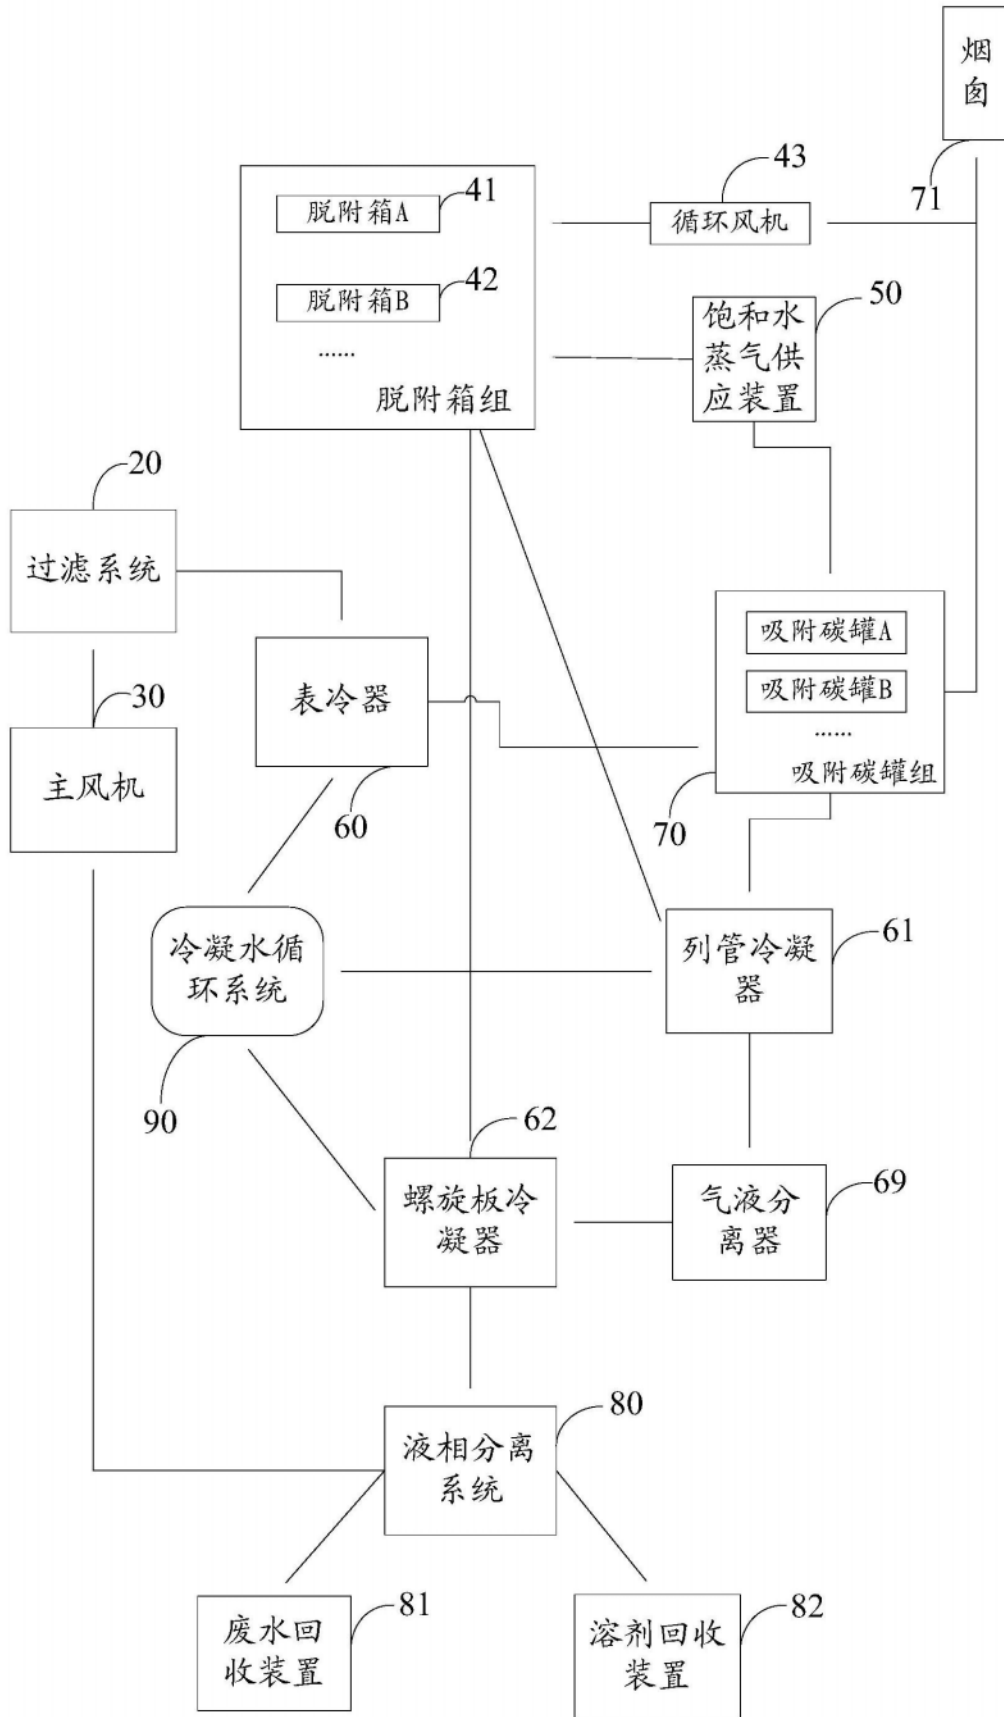 烟
囱
43
71
41
脱附箱A
循环风机
42
脱附箱B
50
饱和水
蒸气供
应装置
......
脱附箱组
20
过滤系统
吸附碳罐A
30
表冷器
吸附碳罐B
......
吸附碳罐组
主风机
60
70
冷凝水循
环系统
列管冷凝
器
61
90
62
螺旋板冷
凝器
气液分
离器
69
80
液相分离
系统
81
废水回
收装置
82
溶剂回收
装置